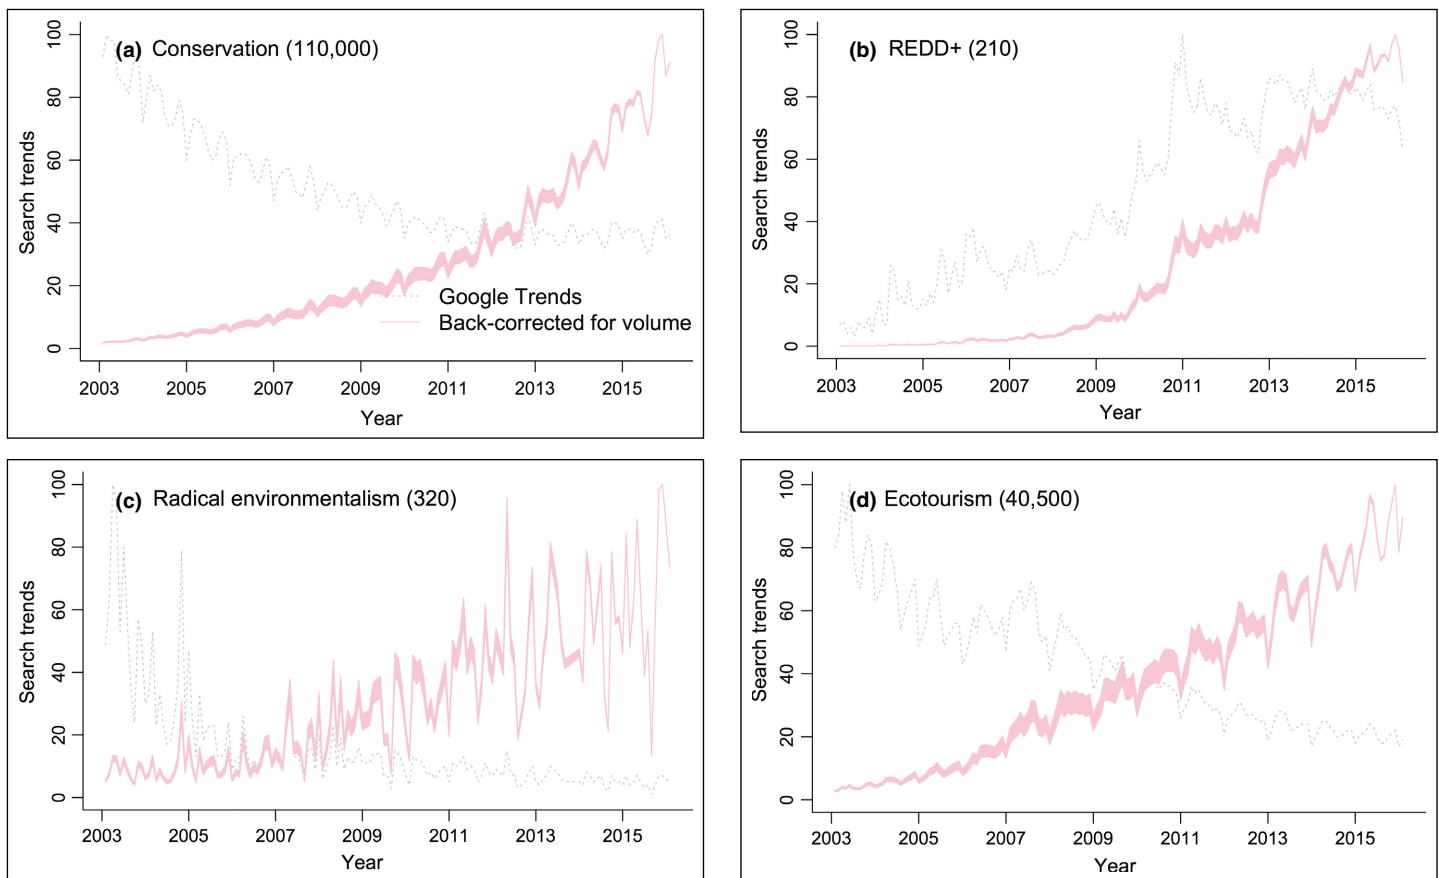 (a) Conservation (110,000)
Search trends
100
80
60
40
20
0
Google Trends
Back-corrected for volume
2003 2005 2007 2009 2011 2013 2015
Year
(b) REDD+ (210)
Search trends
100
80
60
40
20
0
2003 2005 2007 2009 2011 2013 2015
Year
(c) Radical environmentalism (320)
Search trends
100
80
60
40
20
0
2003 2005 2007 2009 2011 2013 2015
Year
(d) Ecotourism (40,500)
Search trends
100
80
60
40
20
0
2003 2005 2007 2009 2011 2013 2015
Year